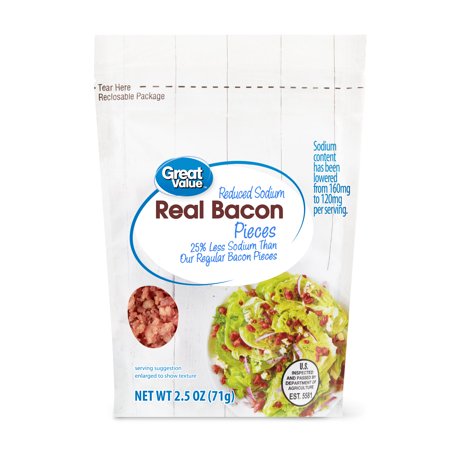 Tear Here
Reclosable Package
Great
Value™
Reduced Sodium
Real Bacon
Pieces
25% Less Sodium Than
Our Regular Bacon Pieces
Sodium
content
has been
lowered
from 160mg
to 120mg
per serving.
serving suggestion
enlarged to show texture
NET WT 2.5 OZ (71g)
U.S.
INSPECTED
AND PASSED BY
DEPARTMENT OF
AGRICULTURE
EST. 5581